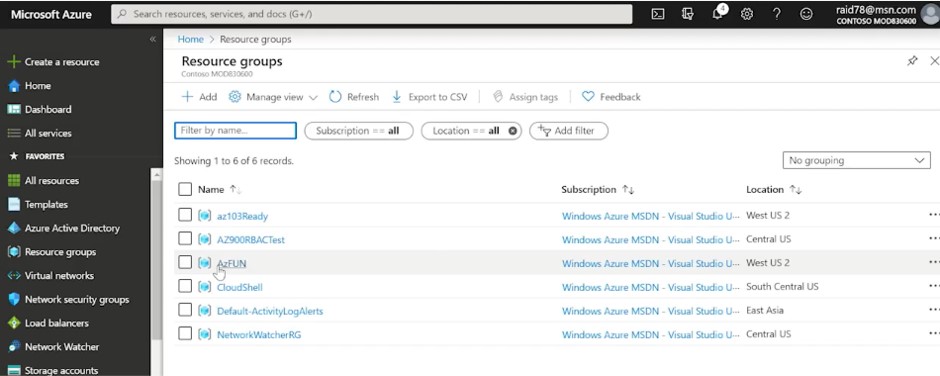 Microsoft Azure
Search resources, services, and docs (G+/)
4
raid78@msn.com
CONTOSO MOD830600
«
Create a resource
Home
Dashboard
All services
FAVORITES
All resources
Templates
Azure Active Directory
Resource groups
Virtual networks
Network security groups
Load balancers
Network Watcher
Storage accounts
Home > Resource groups
Resource groups
Contoso MOD830600
Add Manage view Refresh Export to CSV Assign tags Feedback
Filter by name... Subscription == all Location == all Add filter
Showing 1 to 6 of 6 records.
No grouping
Name ↑↓ Subscription ↑↓ Location ↑↓
az103Ready Windows Azure MSDN - Visual Studio U... West US 2 ...
AZ900RBACTest Windows Azure MSDN - Visual Studio U... Central US ...
AzFUN Windows Azure MSDN - Visual Studio U... West US 2 ...
CloudShell Windows Azure MSDN - Visual Studio U... South Central US ...
Default-ActivityLogAlerts Windows Azure MSDN - Visual Studio U... East Asia ...
NetworkWatcherRG Windows Azure MSDN - Visual Studio U... Central US ...